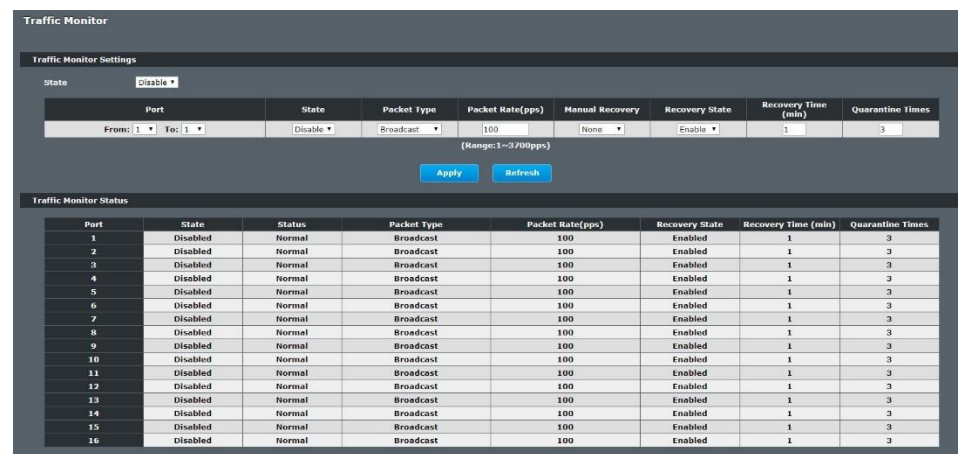 Traffic Monitor
Traffic Monitor Settings
State Disable
Port State Packet Type Packet Rate(pps) Manual Recovery Recovery State Recovery Time (min) Quarantine Times
From: 1 To: 1 Disable Broadcast 100 None Enable 1 3
(Range:1~3700pps)
Apply Refresh
Traffic Monitor Status
Port State Status Packet Type Packet Rate(pps) Recovery State Recovery Time (min) Quarantine Times
1 Disabled Normal Broadcast 100 Enabled 1 3
2 Disabled Normal Broadcast 100 Enabled 1 3
3 Disabled Normal Broadcast 100 Enabled 1 3
4 Disabled Normal Broadcast 100 Enabled 1 3
5 Disabled Normal Broadcast 100 Enabled 1 3
6 Disabled Normal Broadcast 100 Enabled 1 3
7 Disabled Normal Broadcast 100 Enabled 1 3
8 Disabled Normal Broadcast 100 Enabled 1 3
9 Disabled Normal Broadcast 100 Enabled 1 3
10 Disabled Normal Broadcast 100 Enabled 1 3
11 Disabled Normal Broadcast 100 Enabled 1 3
12 Disabled Normal Broadcast 100 Enabled 1 3
13 Disabled Normal Broadcast 100 Enabled 1 3
14 Disabled Normal Broadcast 100 Enabled 1 3
15 Disabled Normal Broadcast 100 Enabled 1 3
16 Disabled Normal Broadcast 100 Enabled 1 3